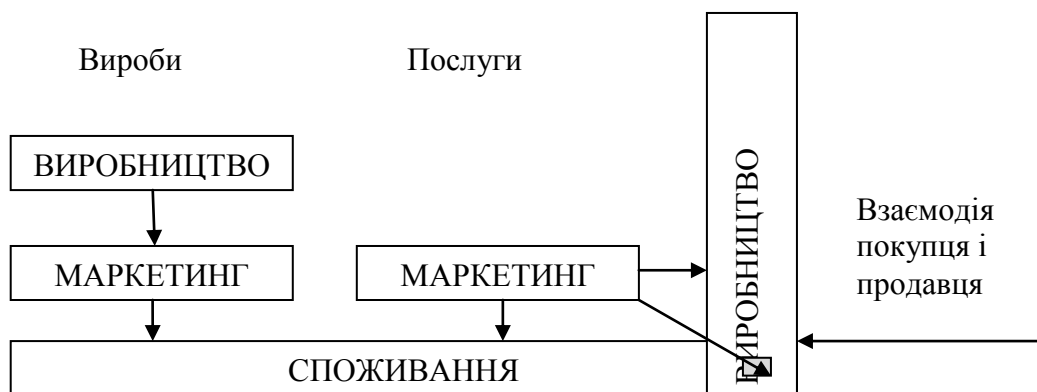 Вироби
Послуги
ВИРОБНИЦТВО
МАРКЕТИНГ
МАРКЕТИНГ
СПОЖИВАННЯ
ВИРОБНИЦТВО
Взаємодія
покупця і
продавця